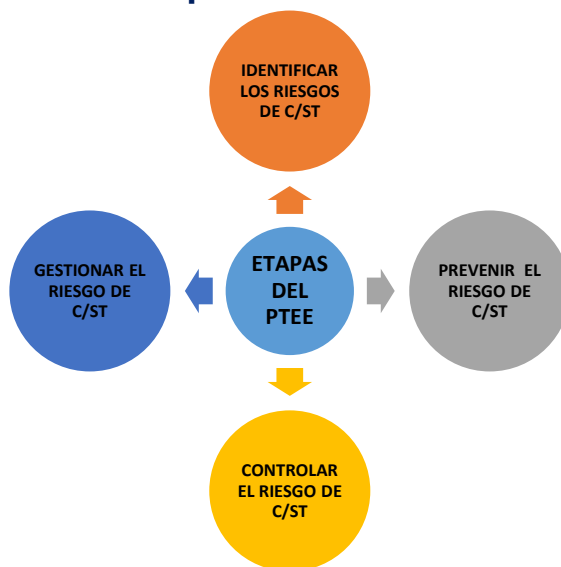 IDENTIFICAR
LOS RIESGOS
DE C/ST
GESTIONAR EL
RIESGO DE
C/ST
ETAPAS
DEL
PTEE
PREVENIR EL
RIESGO DE
C/ST
CONTROLAR
EL RIESGO DE
C/ST